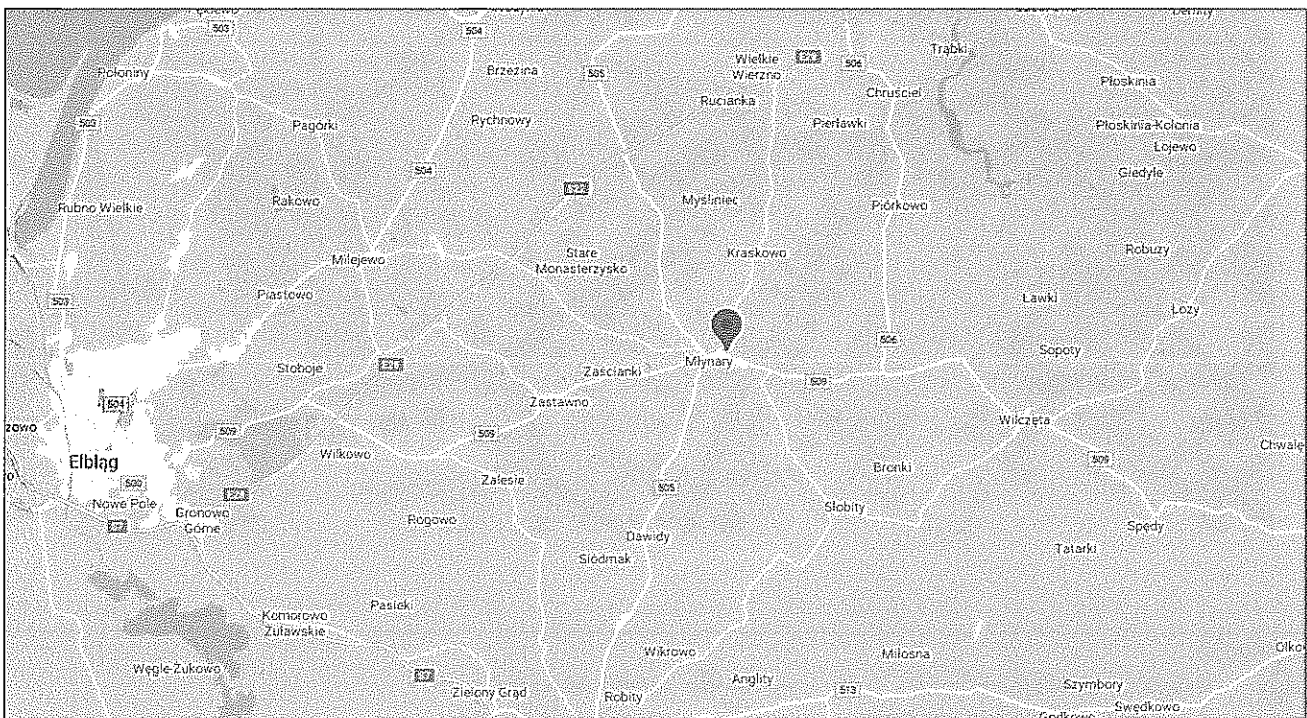 503
504
Połoniny
Brzezina
505
Wielkie
Wierzno
506
Trąbki
Chruściel
Płoskinia
503
Pagórki
Rychnowy
Rucianka
Pierławki
Płoskinia-Kolonia
Łojewo
504
Giedyle
E22
Rubno Wielkie
Rakowo
Myśliniec
Piórkowo
Milejewo
Stare
Monasterzysko
Kraskowo
Robuzy
Piastowo
503
Ławki
Łozy
Stoboje
Zaścianki
Młynary
506
Sopoty
509
504
Zastawno
509
509
Wilczęta
Elbląg
Wilkowo
Chwalę
Zalesie
Bronki
509
500
505
Nowe Pole
Gronowo
Górne
Rogowo
Słobity
S7
Dawidy
Spędy
Siódmak
Tatarki
Pasieki
Komorowo
Żuławskie
Węgle-Żukowo
Wikrowo
Miłosna
Zielony Grąd
Robity
Anglity
513
Szymbory
Swędkowo
Godkowo